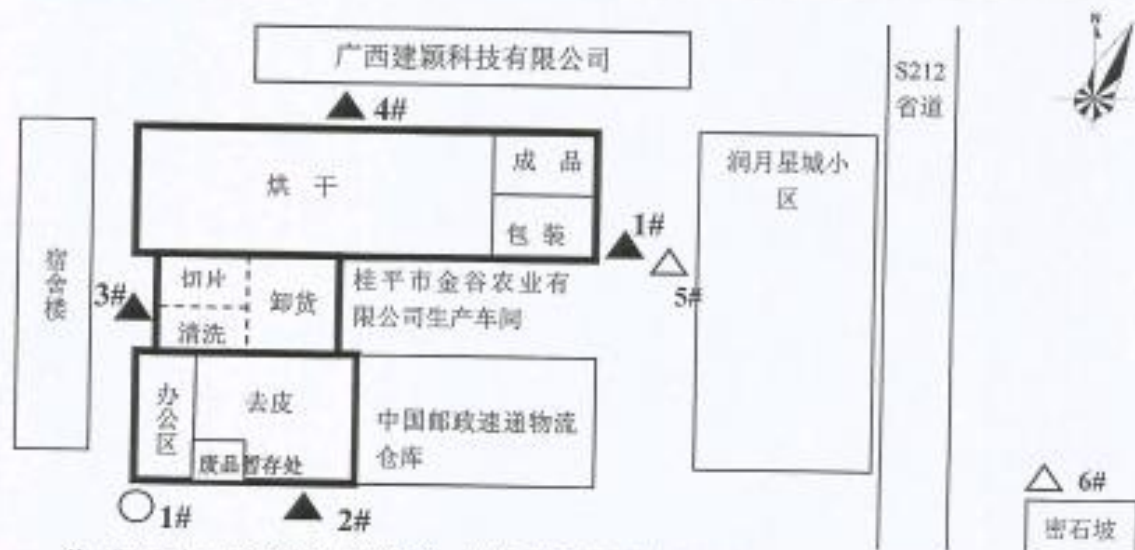 广西建颖科技有限公司
N
S212
省道
4#
烘 干
成 品
包 装
润月星城小
区
1#
5#
宿舍楼
3#
切片
清洗
卸货
桂平市金谷农业有
限公司生产车间
办公区
去皮
废品暂存处
中国邮政速递物流
仓库
1#
2#
6#
密石坡